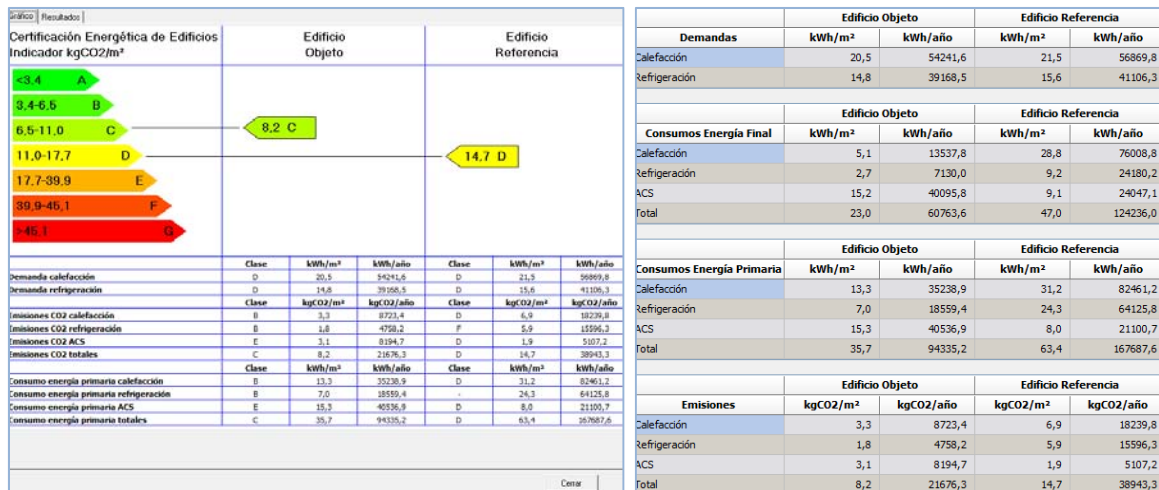 Gráfico Resultados
Certificación Energética de Edificios
Indicador kgCO2/m²
Edificio
Objeto
Edificio
Referencia
<3,4 A
3,4-6,5 B
6,5-11,0 C
8,2 C
11,0-17,7 D
14,7 D
17,7-39,9 E
39,9-45,1 F
>45,1 G
Clase kWh/m² kWh/año Clase kWh/m² kWh/año
Demanda calefacción D 20,5 54241,6 D 21,5 56869,8
Demanda refrigeración D 14,8 39168,5 D 15,6 41106,3
Clase kgCO2/m² kgCO2/año Clase kgCO2/m² kgCO2/año
Emisiones CO2 calefacción B 3,3 8723,4 D 6,9 18239,8
Emisiones CO2 refrigeración B 1,8 4758,2 F 5,9 15596,3
Emisiones CO2 ACS E 3,1 8194,7 D 1,9 5107,2
Emisiones CO2 totales C 8,2 21676,3 D 14,7 38943,3
Clase kWh/m² kWh/año Clase kWh/m² kWh/año
Consumo energía primaria calefacción B 13,3 35238,9 D 31,2 82461,2
Consumo energía primaria refrigeración B 7,0 18559,4 - 24,3 64125,8
Consumo energía primaria ACS E 15,3 40536,9 D 8,0 21100,7
Consumo energía primaria totales C 35,7 94335,2 D 63,4 167687,6
Cerrar
Edificio Objeto Edificio Referencia
Demandas kWh/m² kWh/año kWh/m² kWh/año
Calefacción 20,5 54241,6 21,5 56869,8
Refrigeración 14,8 39168,5 15,6 41106,3
Edificio Objeto Edificio Referencia
Consumos Energía Final kWh/m² kWh/año kWh/m² kWh/año
Calefacción 5,1 13537,8 28,8 76008,8
Refrigeración 2,7 7130,0 9,2 24180,2
ACS 15,2 40095,8 9,1 24047,1
Total 23,0 60763,6 47,0 124236,0
Edificio Objeto Edificio Referencia
Consumos Energía Primaria kWh/m² kWh/año kWh/m² kWh/año
Calefacción 13,3 35238,9 31,2 82461,2
Refrigeración 7,0 18559,4 24,3 64125,8
ACS 15,3 40536,9 8,0 21100,7
Total 35,7 94335,2 63,4 167687,6
Edificio Objeto Edificio Referencia
Emisiones kgCO2/m² kgCO2/año kgCO2/m² kgCO2/año
Calefacción 3,3 8723,4 6,9 18239,8
Refrigeración 1,8 4758,2 5,9 15596,3
ACS 3,1 8194,7 1,9 5107,2
Total 8,2 21676,3 14,7 38943,3